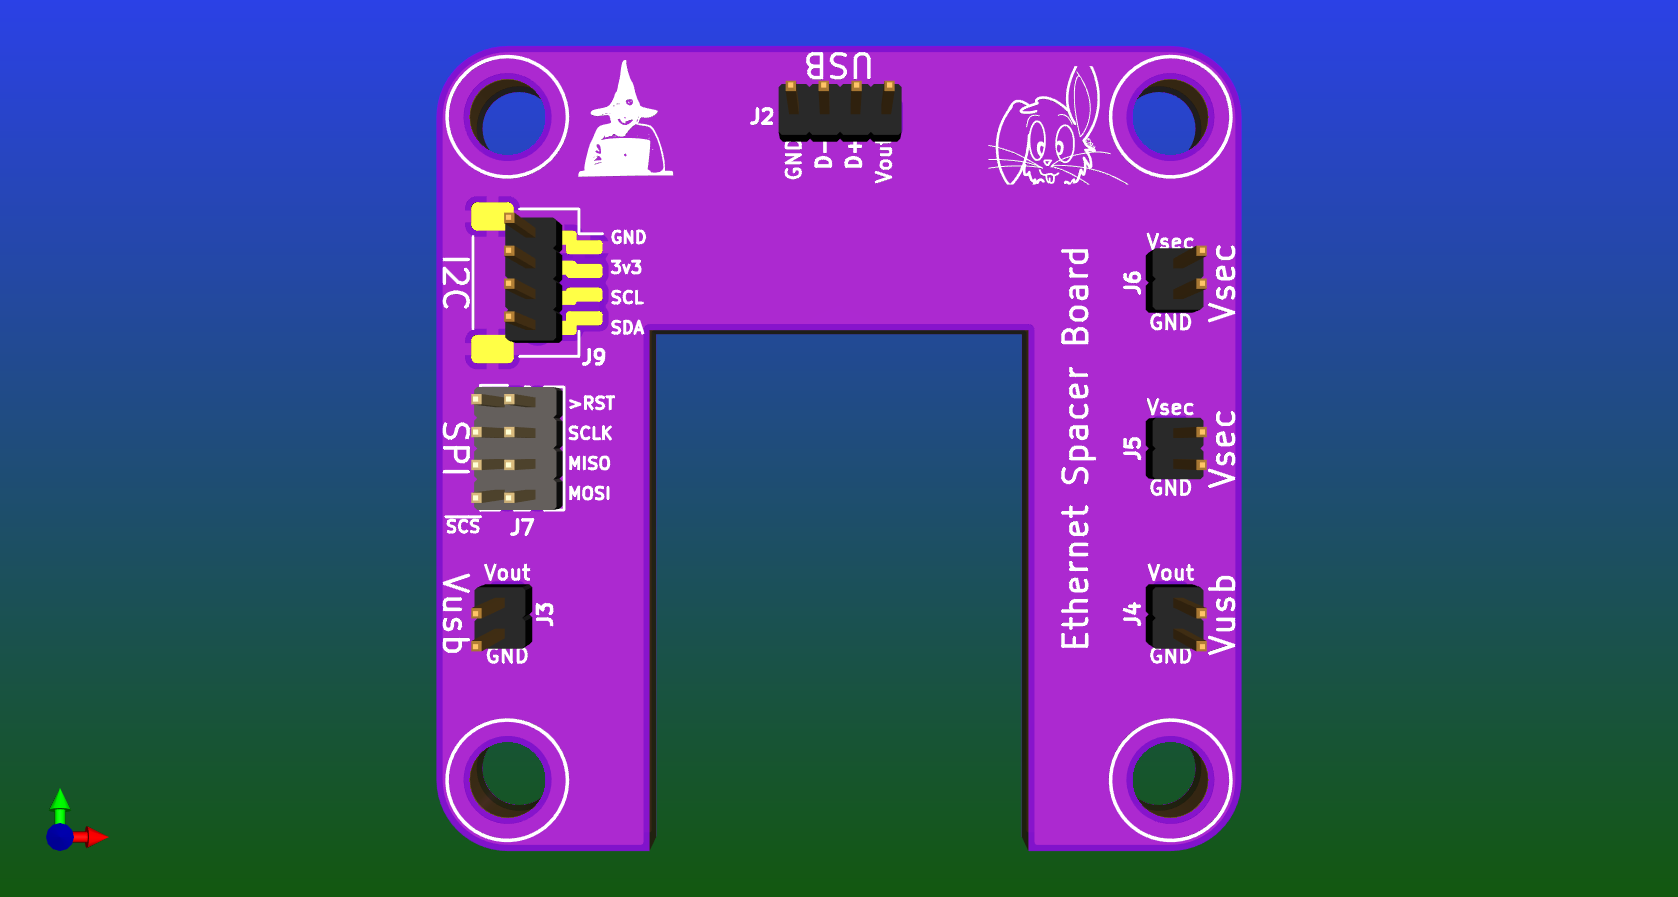 USB
J2
GND
D-
D+
Vout
I2C
GND
3v3
SCL
SDA
J9
SPI
>RST
SCLK
MISO
MOSI
SCS
J7
Vusb
Vout
J3
GND
Ethernet Spacer Board
Vsec
J6
Vsec
GND
Vsec
J5
Vsec
GND
Vout
J4
Vusb
GND